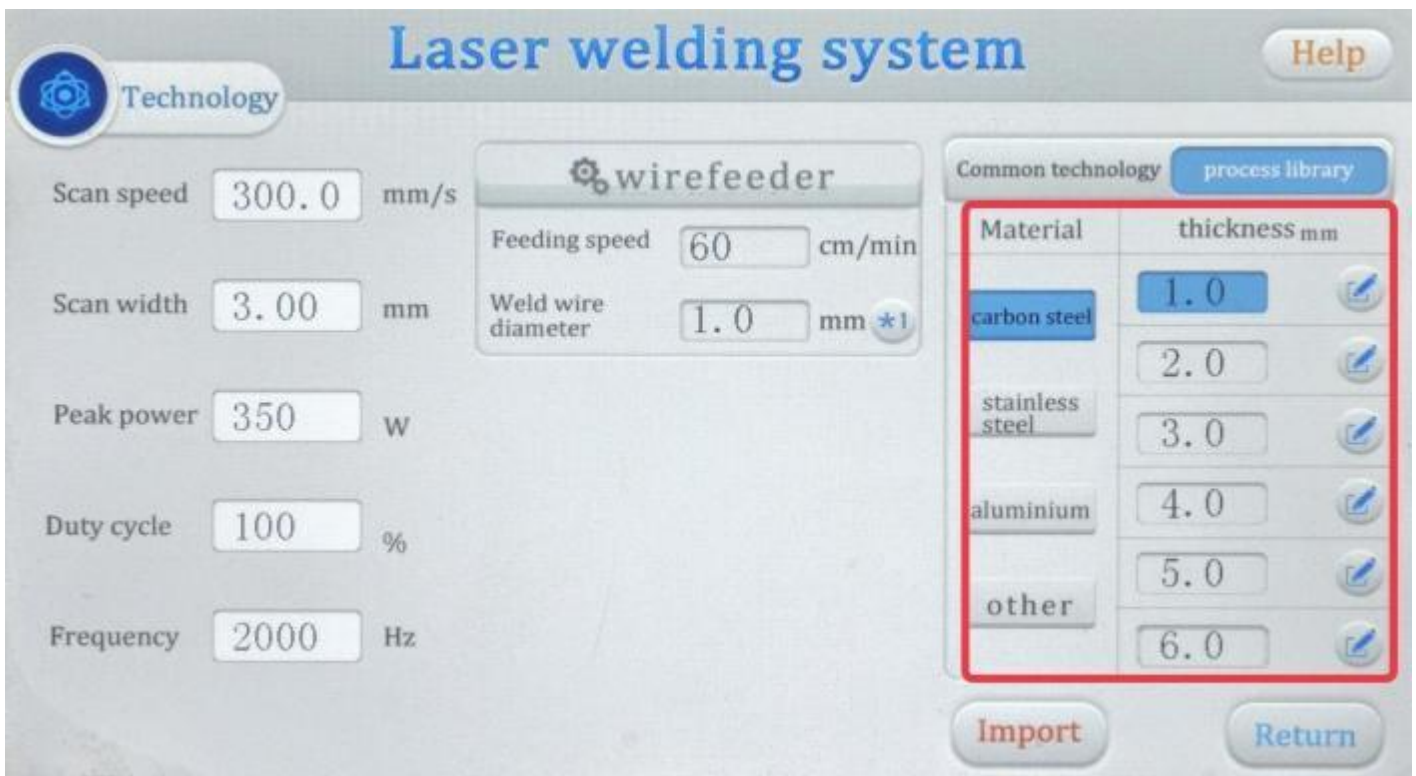 Laser welding system
Help
Technology
Scan speed 300.0 mm/s
Scan width 3.00 mm
Peak power 350 W
Duty cycle 100 %
Frequency 2000 Hz
wirefeeder
Feeding speed 60 cm/min
Weld wire
diameter 1.0 mm *1
Common technology process library
Material thickness mm
carbon steel
stainless
steel
aluminium
other
1.0
2.0
3.0
4.0
5.0
6.0
Import
Return